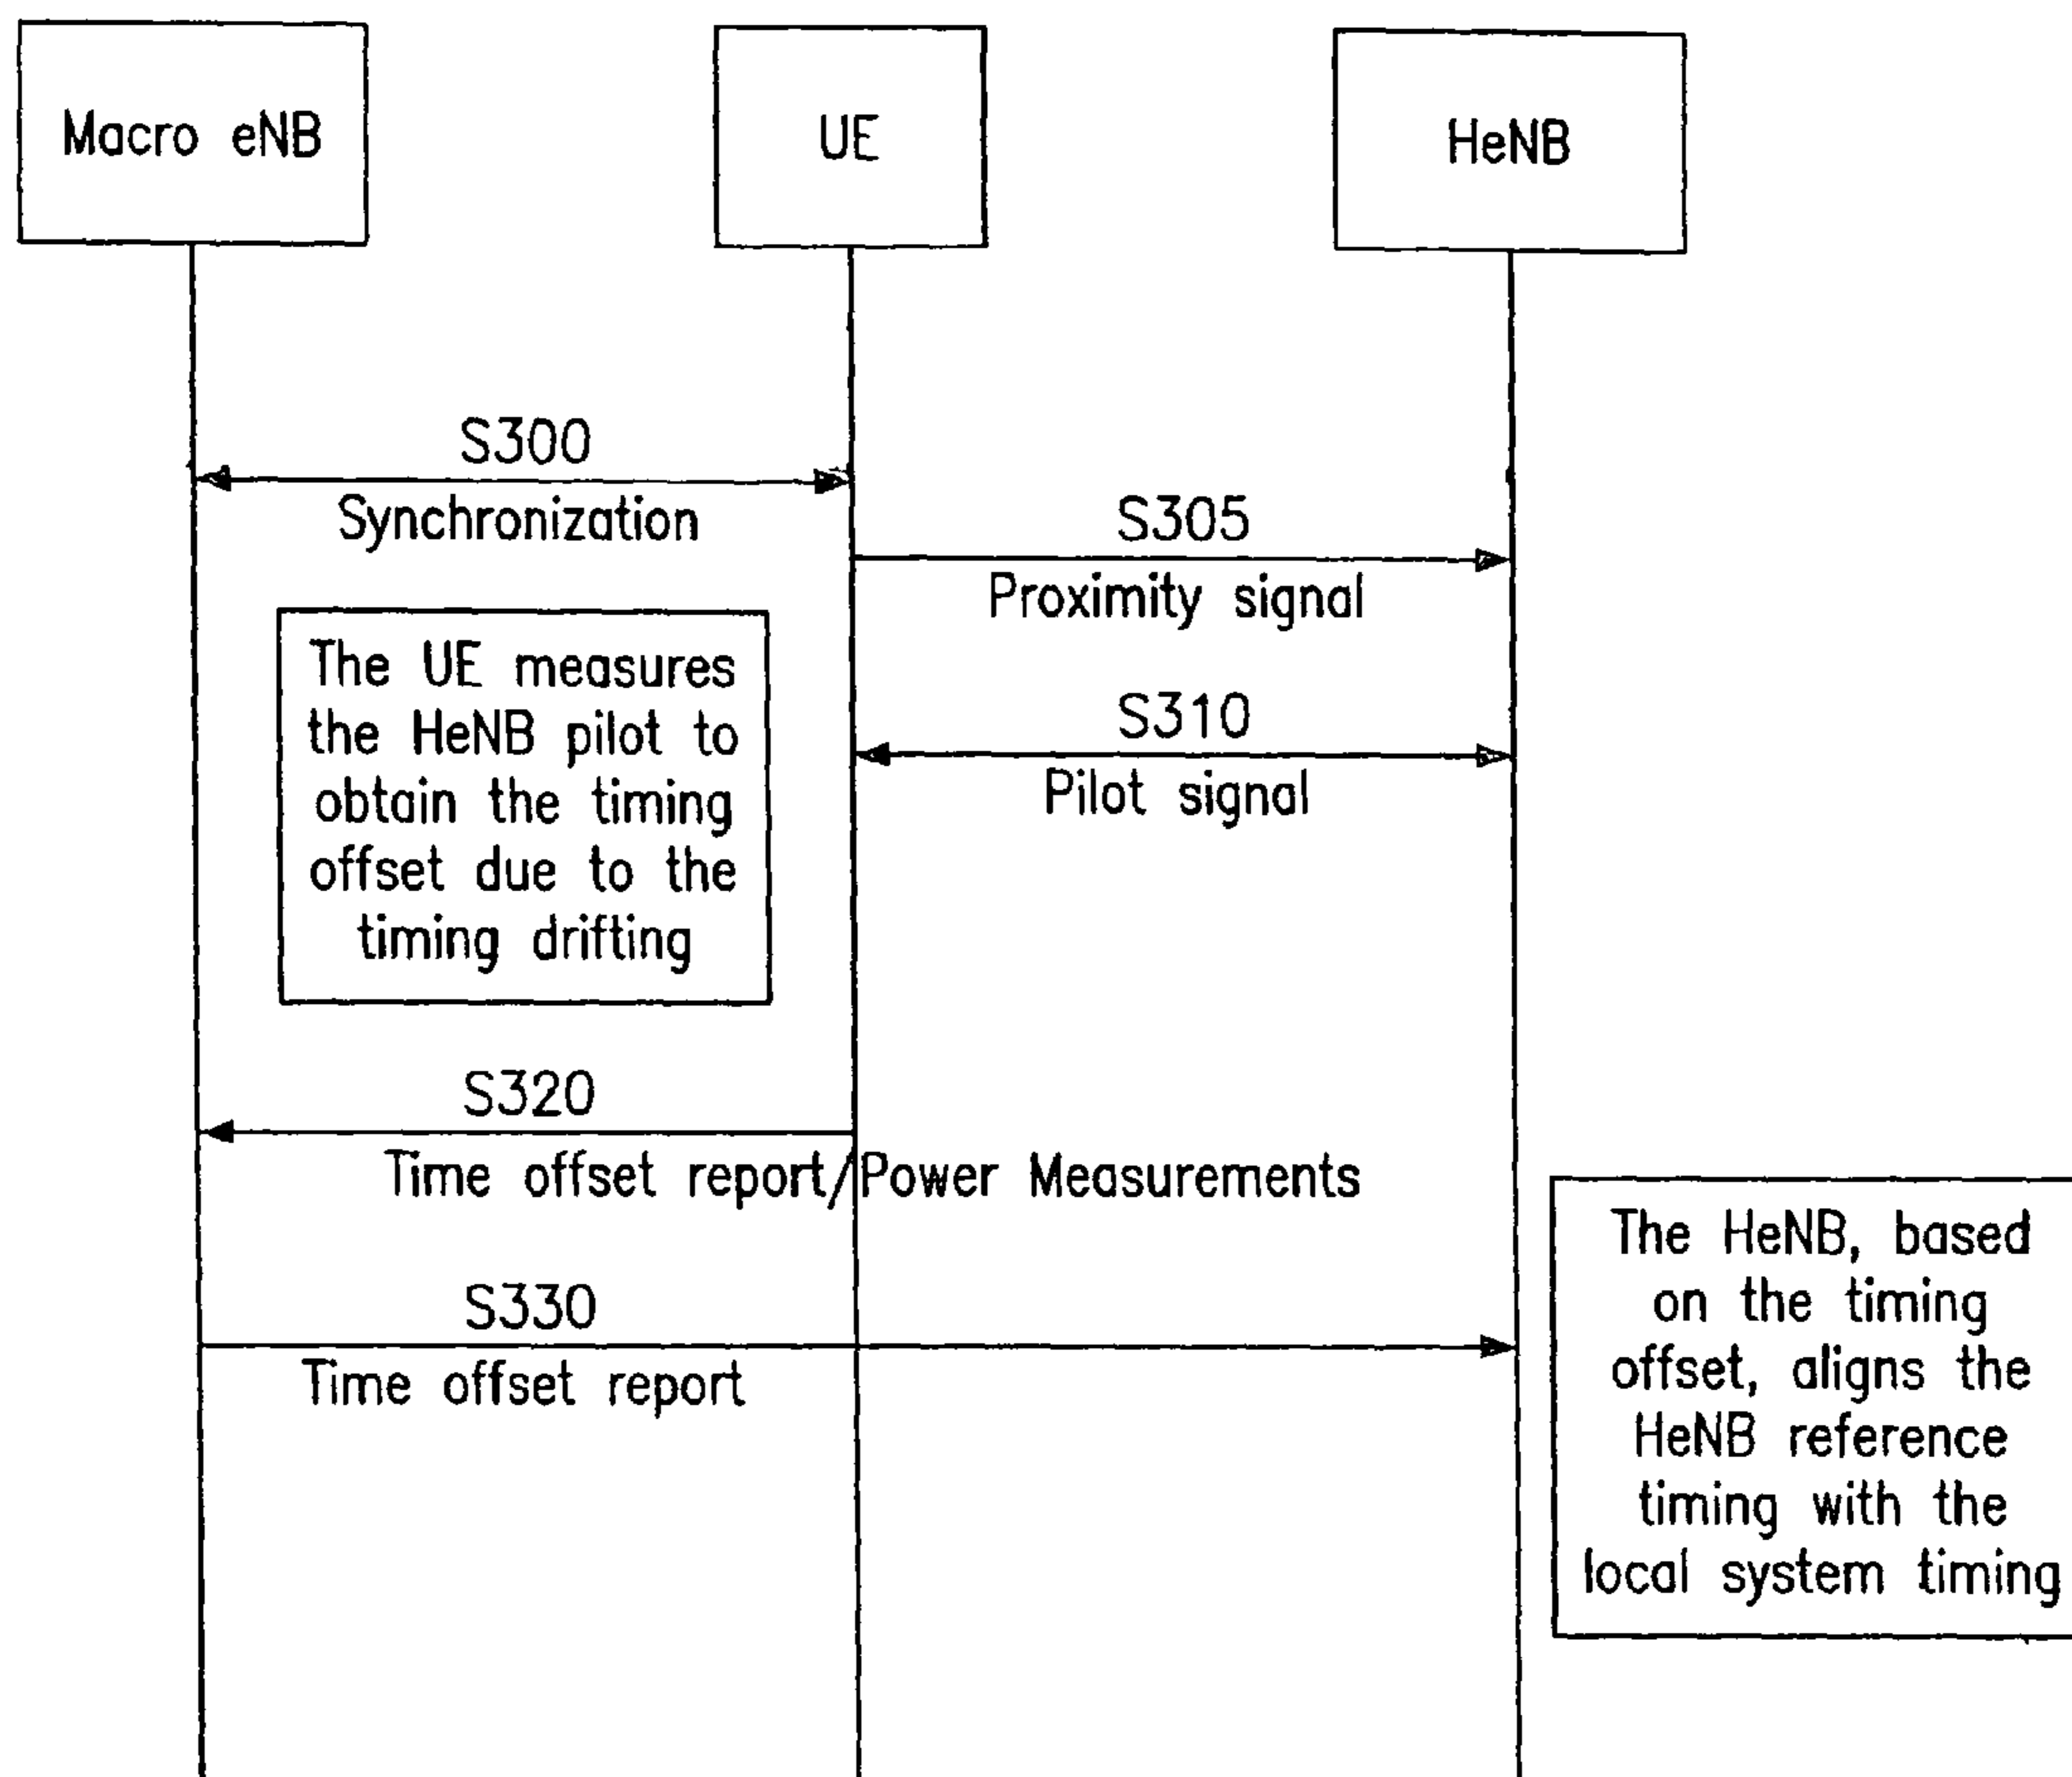 Macro eNB
UE
HeNB
S300
Synchronization
S305
Proximity signal
The UE measures
the HeNB pilot to
obtain the timing
offset due to the
timing drifting
S310
Pilot signal
S320
Time offset report/Power Measurements
S330
Time offset report
The HeNB, based
on the timing
offset, aligns the
HeNB reference
timing with the
local system timing